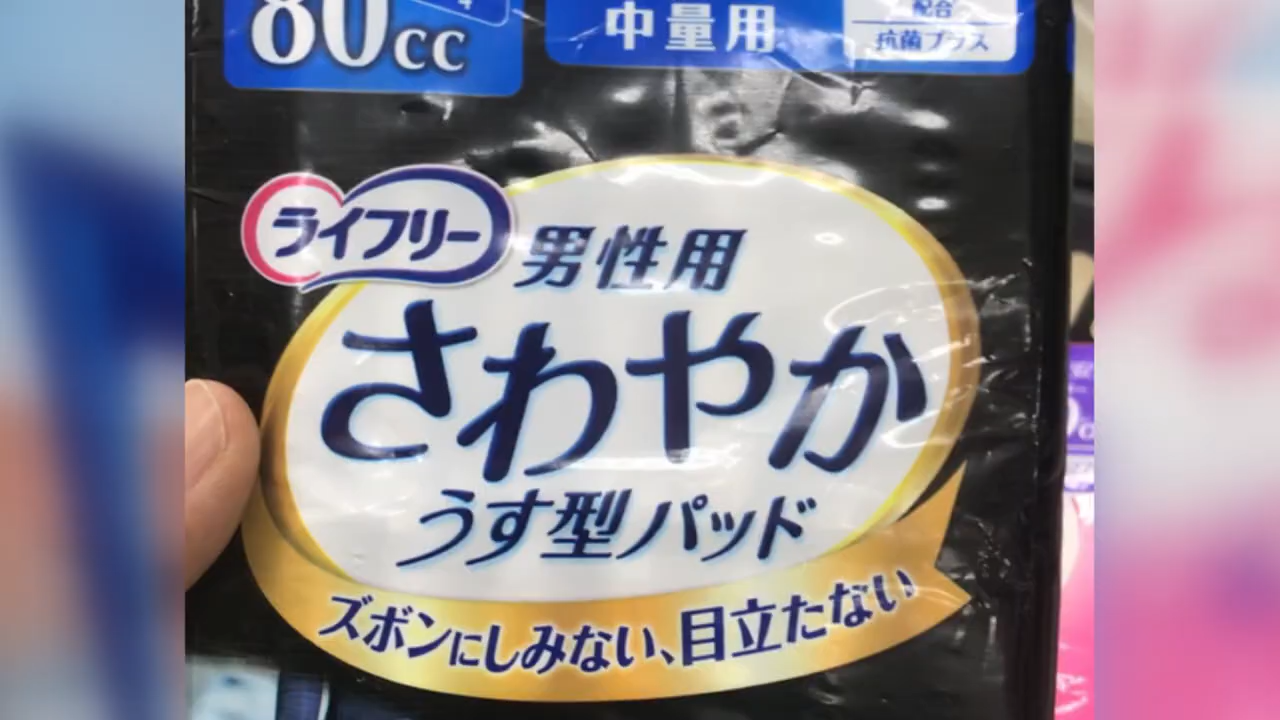 80cc
中量用
配合
抗菌プラス
ライフリー
男性用
さわやか
うす型パッド
ズボンにしみない、目立たない